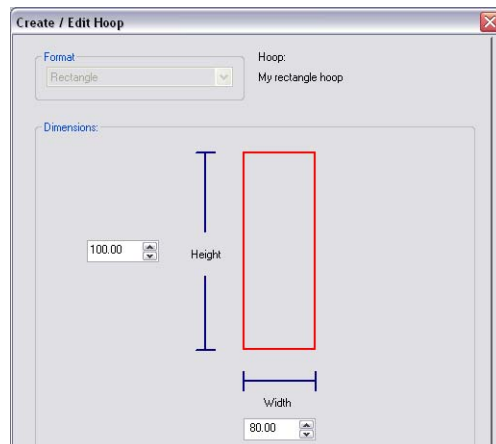 Create / Edit Hoop
Format
Hoop:
Rectangle
My rectangle hoop
Dimensions:
100.00
Height
Width
80.00